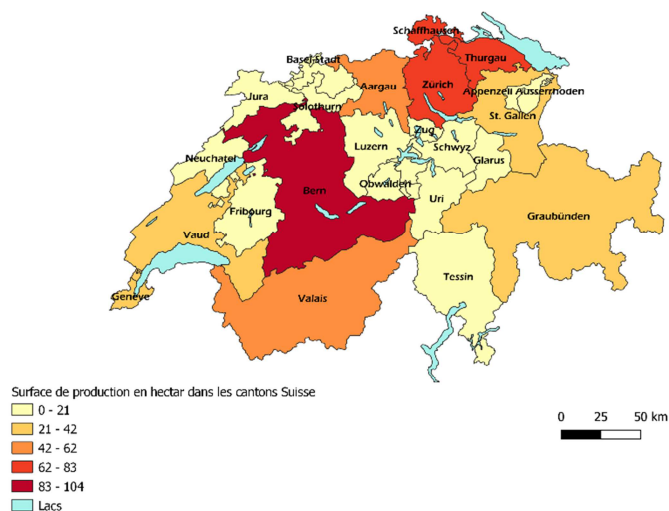 Schaffhausen
Basel-Stadt
Thurgau
Aargau
Zürich
Appenzell Ausserrhoden
Jura
Solothurn
St. Gallen
Zug
Luzern
Schwyz
Neuchatel
Glarus
Obwalden
Bern
Uri
Fribourg
Graubünden
Vaud
Tessin
Genève
Valais
Surface de production en hectar dans les cantons Suisse
0 - 21
21 - 42
42 - 62
62 - 83
83 - 104
Lacs
0 25 50 km